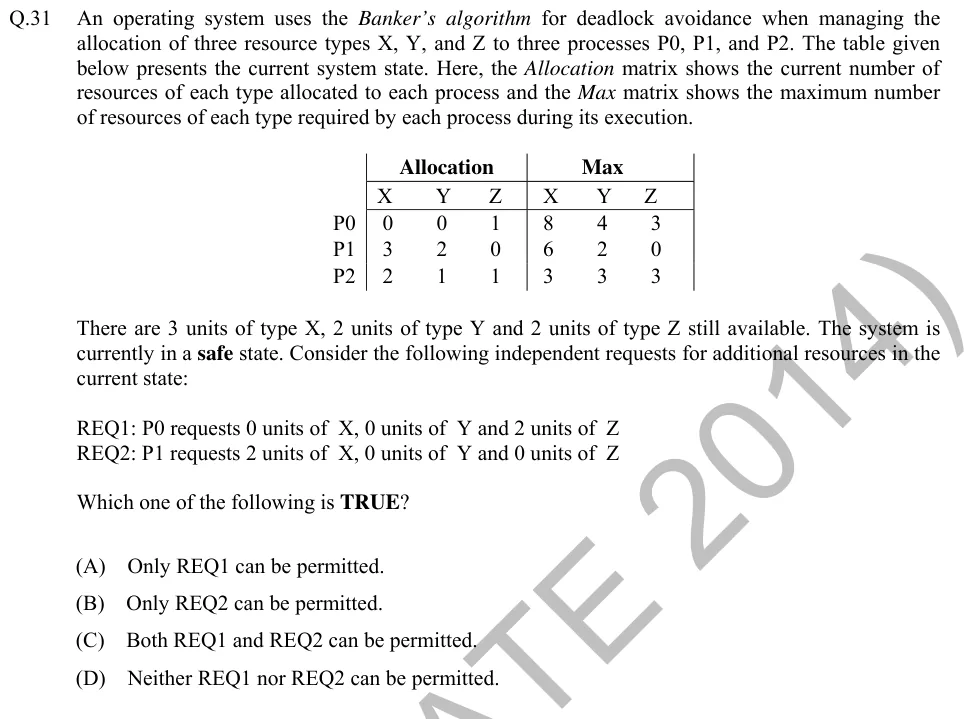 Q.31 An operating system uses the Banker's algorithm for deadlock avoidance when managing the
allocation of three resource types X, Y, and Z to three processes P0, P1, and P2. The table given
below presents the current system state. Here, the Allocation matrix shows the current number of
resources of each type allocated to each process and the Max matrix shows the maximum number
of resources of each type required by each process during its execution.
Allocation Max
X Y Z X Y Z
P0 0 0 1 8 4 3
P1 3 2 0 6 2 0
P2 2 1 1 3 3 3
There are 3 units of type X, 2 units of type Y and 2 units of type Z still available. The system is
currently in a safe state. Consider the following independent requests for additional resources in the
current state:
REQ1: P0 requests 0 units of X, 0 units of Y and 2 units of Z
REQ2: P1 requests 2 units of X, 0 units of Y and 0 units of Z
Which one of the following is TRUE?
(A) Only REQ1 can be permitted.
(B) Only REQ2 can be permitted.
(C) Both REQ1 and REQ2 can be permitted.
(D) Neither REQ1 nor REQ2 can be permitted.
ATE 2014)